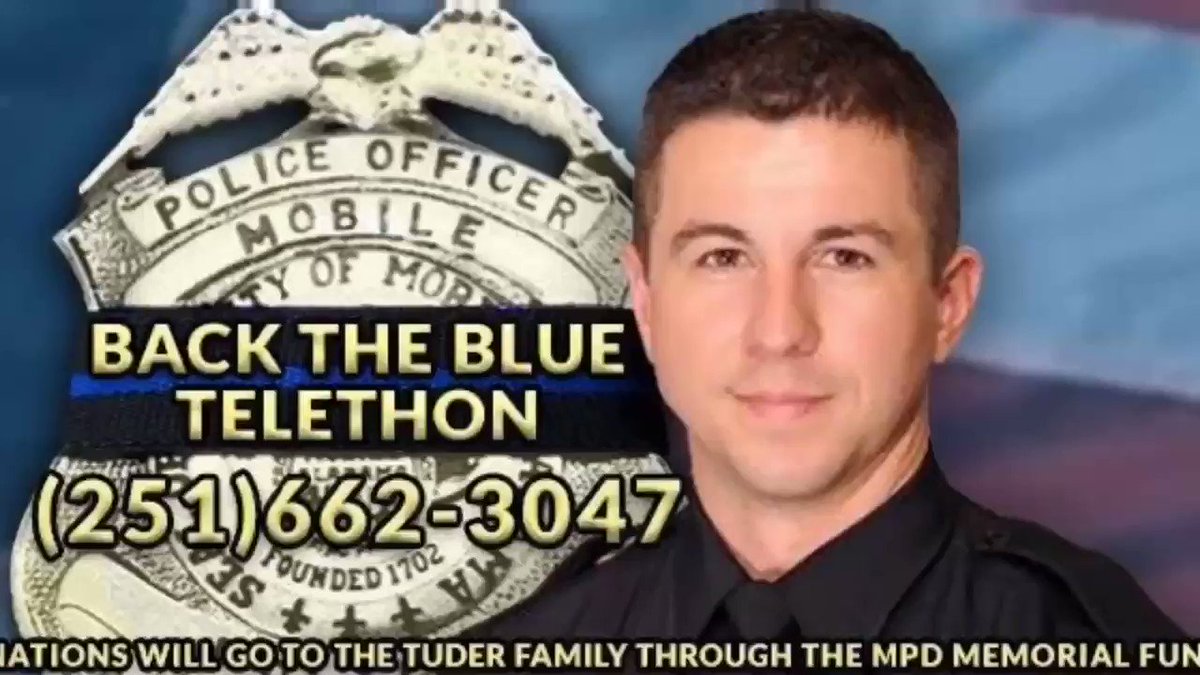 POLICE OFFICER
MOBILE
OF
BACK THE BLUE
TELETHON
(251)662-3047
FOUNDED 1702
NATIONS WILL GO TO THE TUDER FAMILY THROUGH THE MPD MEMORIAL FUN